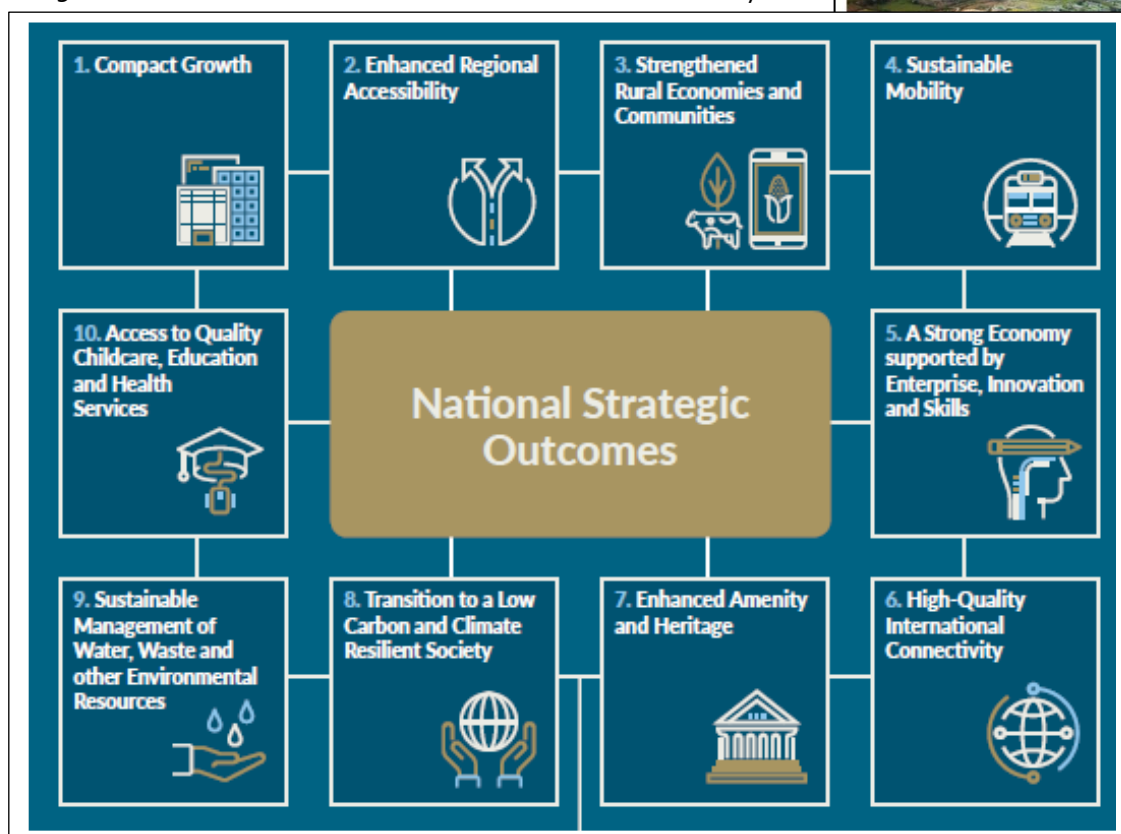 1. Compact Growth
2. Enhanced Regional
Accessibility
3. Strengthened
Rural Economies and
Communities
4. Sustainable
Mobility
10. Access to Quality
Childcare, Education
and Health
Services
National Strategic
Outcomes
5. A Strong Economy
supported by
Enterprise, Innovation
and Skills
9. Sustainable
Management of
Water, Waste and
other Environmental
Resources
8. Transition to a Low
Carbon and Climate
Resilient Society
7. Enhanced Amenity
and Heritage
6. High-Quality
International
Connectivity